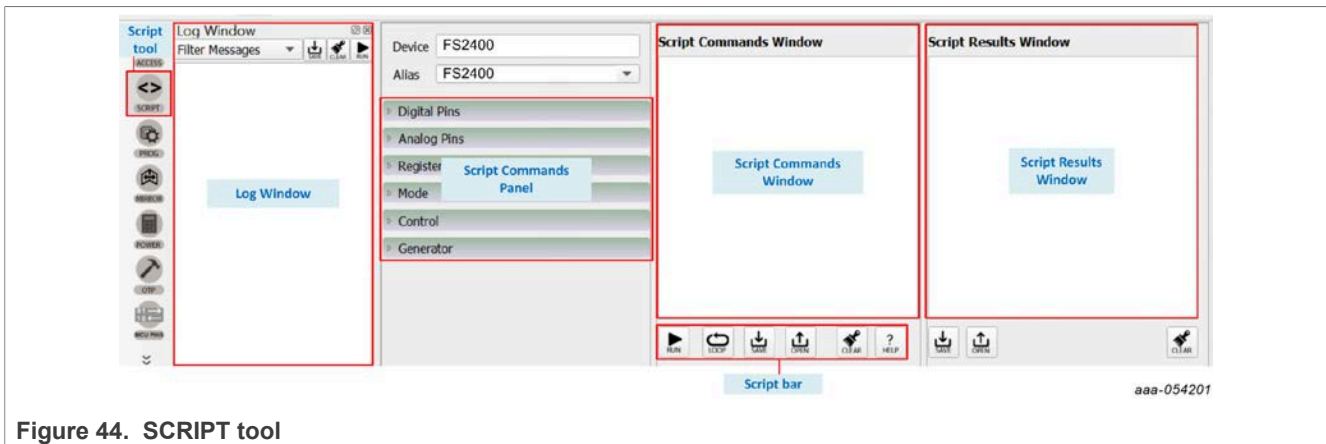 Script
tool
ACCESS
SCRIPT
PROG
MIRROR
POWER
OTP
MCU PINS
Log Window
Filter Messages
SAVE
CLEAR
RUN
Log Window
Device FS2400
Alias FS2400
Digital Pins
Analog Pins
Register
Mode
Control
Generator
Script Commands
Panel
Script Commands Window
Script Commands
Window
RUN
LOOP
SAVE
OPEN
CLEAR
? HELP
Script bar
Script Results Window
Script Results
Window
SAVE
OPEN
CLEAR
aaa-054201
Figure 44. SCRIPT tool